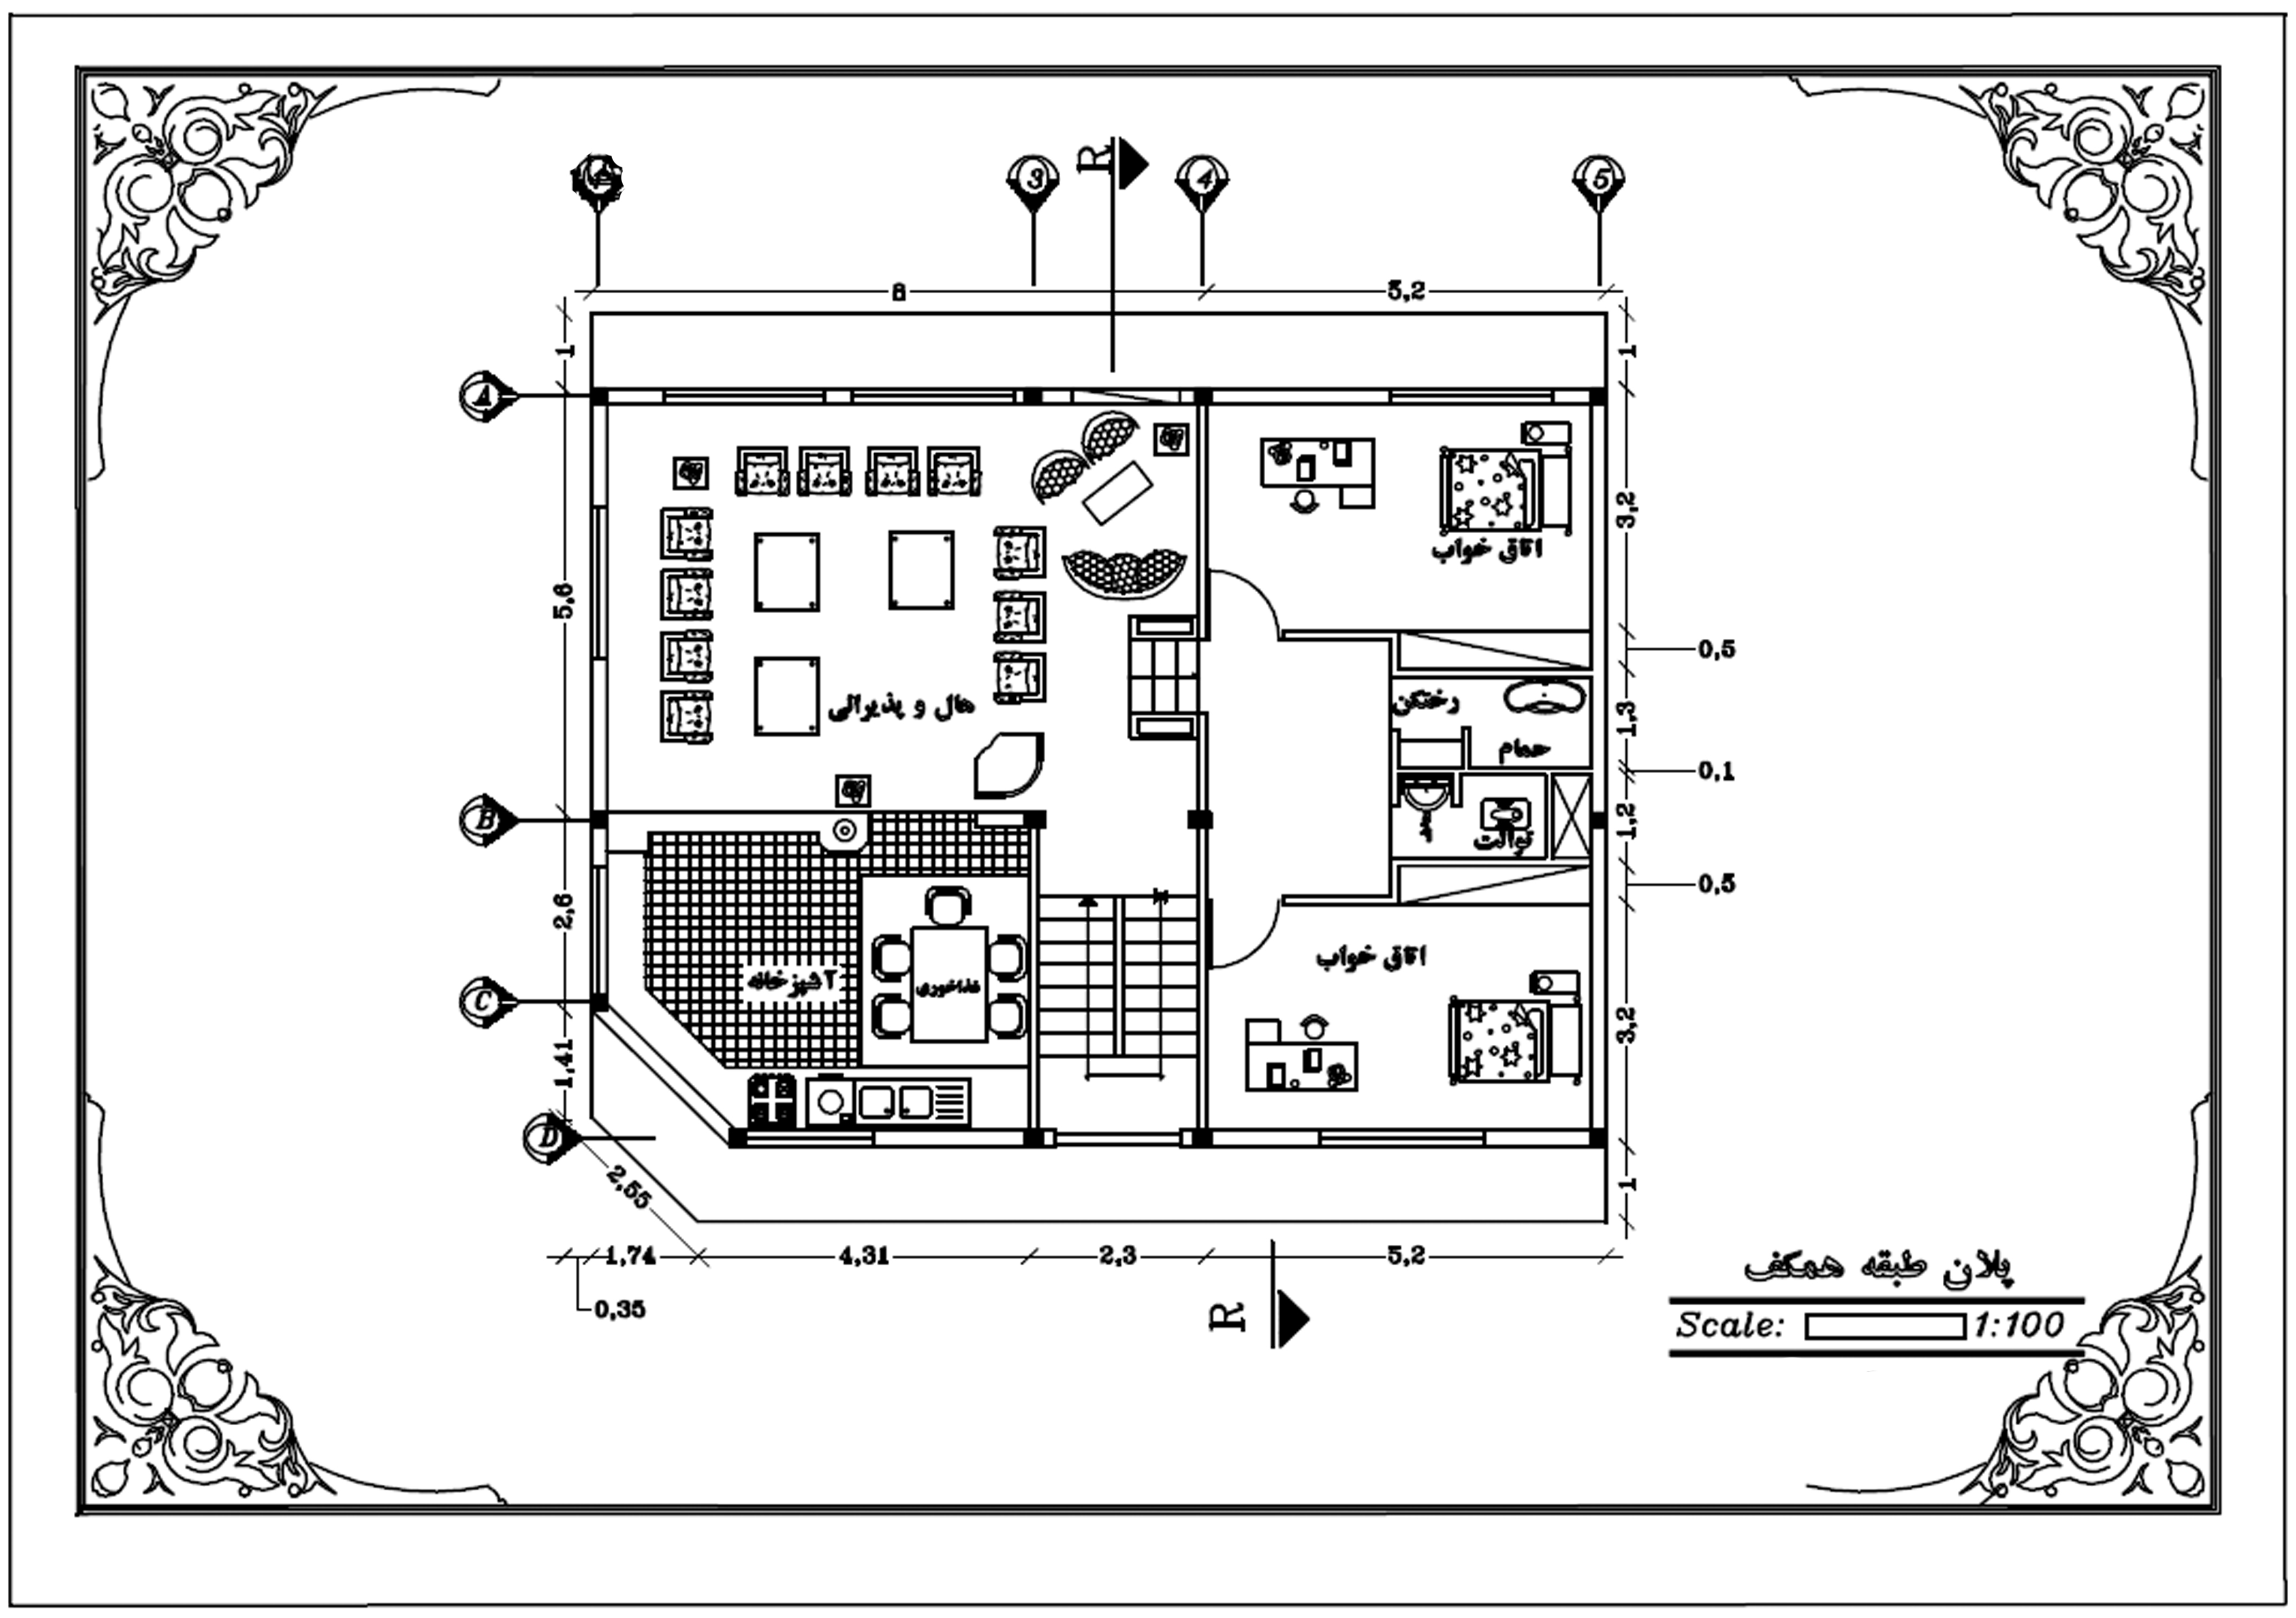 R
3
4
5
8
5,2
1
1
A
3,2
اتاق خواب
5,6
0,5
هال و پذیرالی
رختکن
1,3
حمام
0,1
B
1,2
توالت
0,5
2,6
اتاق خواب
آشپزخانه
غذاخوری
C
3,2
1,41
D
2,55
1
1,74
4,31
2,3
5,2
0,35
R
پلان طبقه همکف
Scale: 1:100